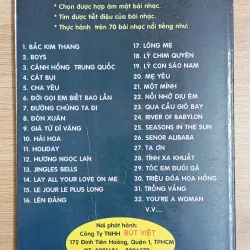 * Chọn được hợp âm một bài nhạc.
* Tìm được tiết điệu của bài nhạc.
* Thực hành trên 70 bài nhạc nổi tiếng như:
1. BẮC KIM THANG
2. BOYS
3. CÁNH HỒNG TRUNG QUỐC
4. CÁT BỤI
5. CHA YÊU
6. ĐỜI GỌI EM BIẾT BAO LẦN
7. ĐƯỜNG CHÚNG TA ĐI
8. ĐÓN XUÂN
9. GIÃ TỪ DĨ VÃNG
10. HAI HOA
11. HOLIDAY
12. HƯƠNG NGỌC LAN
13. JINGLES BELLS
14. LAY ALL YOUR LOVE ON ME
15. LE JOUR LE PLUS LONG
16. LÊN ĐÀNG
17. LÒNG MẸ
18. LÝ CHIM QUYÊN
19. LÝ CON SÁO NAM
20. MẸ YÊU
21. MỘT MÌNH
22. NỖI NHỚ DỊU ÊM
23. QUA CẦU GIÓ BAY
24. RIVER OF BABYLON
25. SEASONS IN THE SUN
26. SENOR ALIBABA
27. TẠ ƠN
28. TÌNH XA KHUẤT
29. TÓC EM ĐUÔI GÀ
30. TRIỆU ĐÓA HOA HỒNG
31. TRỐNG VẮNG
32. YOU'RE A WOMAN
V.V...
Nơi phát hành:
Công Ty TNHH BÚT VIỆT
172 Đinh Tiên Hoàng, Quận 1, TPHCM